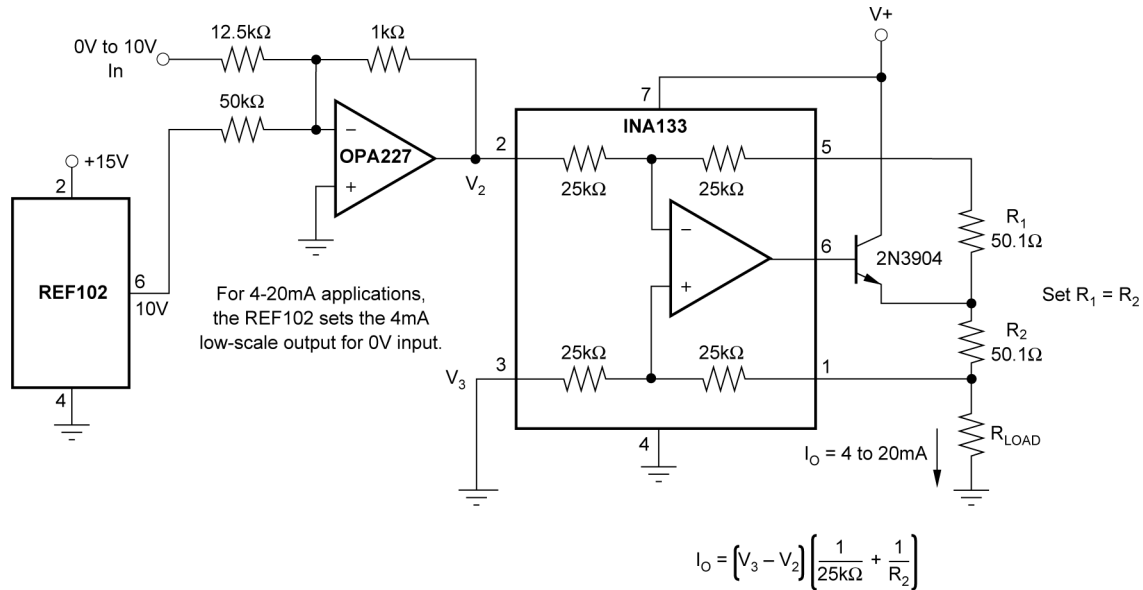 V+
12.5kΩ
1kΩ
0V to 10V
In
7
50kΩ
INA133
2
5
OPA227
–
+
V2
25kΩ
25kΩ
+15V
2
R1
50.1Ω
–
+
6
2N3904
REF102
6
10V
For 4-20mA applications,
the REF102 sets the 4mA
low-scale output for 0V input.
Set R1 = R2
R2
50.1Ω
25kΩ
25kΩ
V3
3
1
4
4
RLOAD
IO = 4 to 20mA
IO = (V3 – V2) (1/25kΩ + 1/R2)